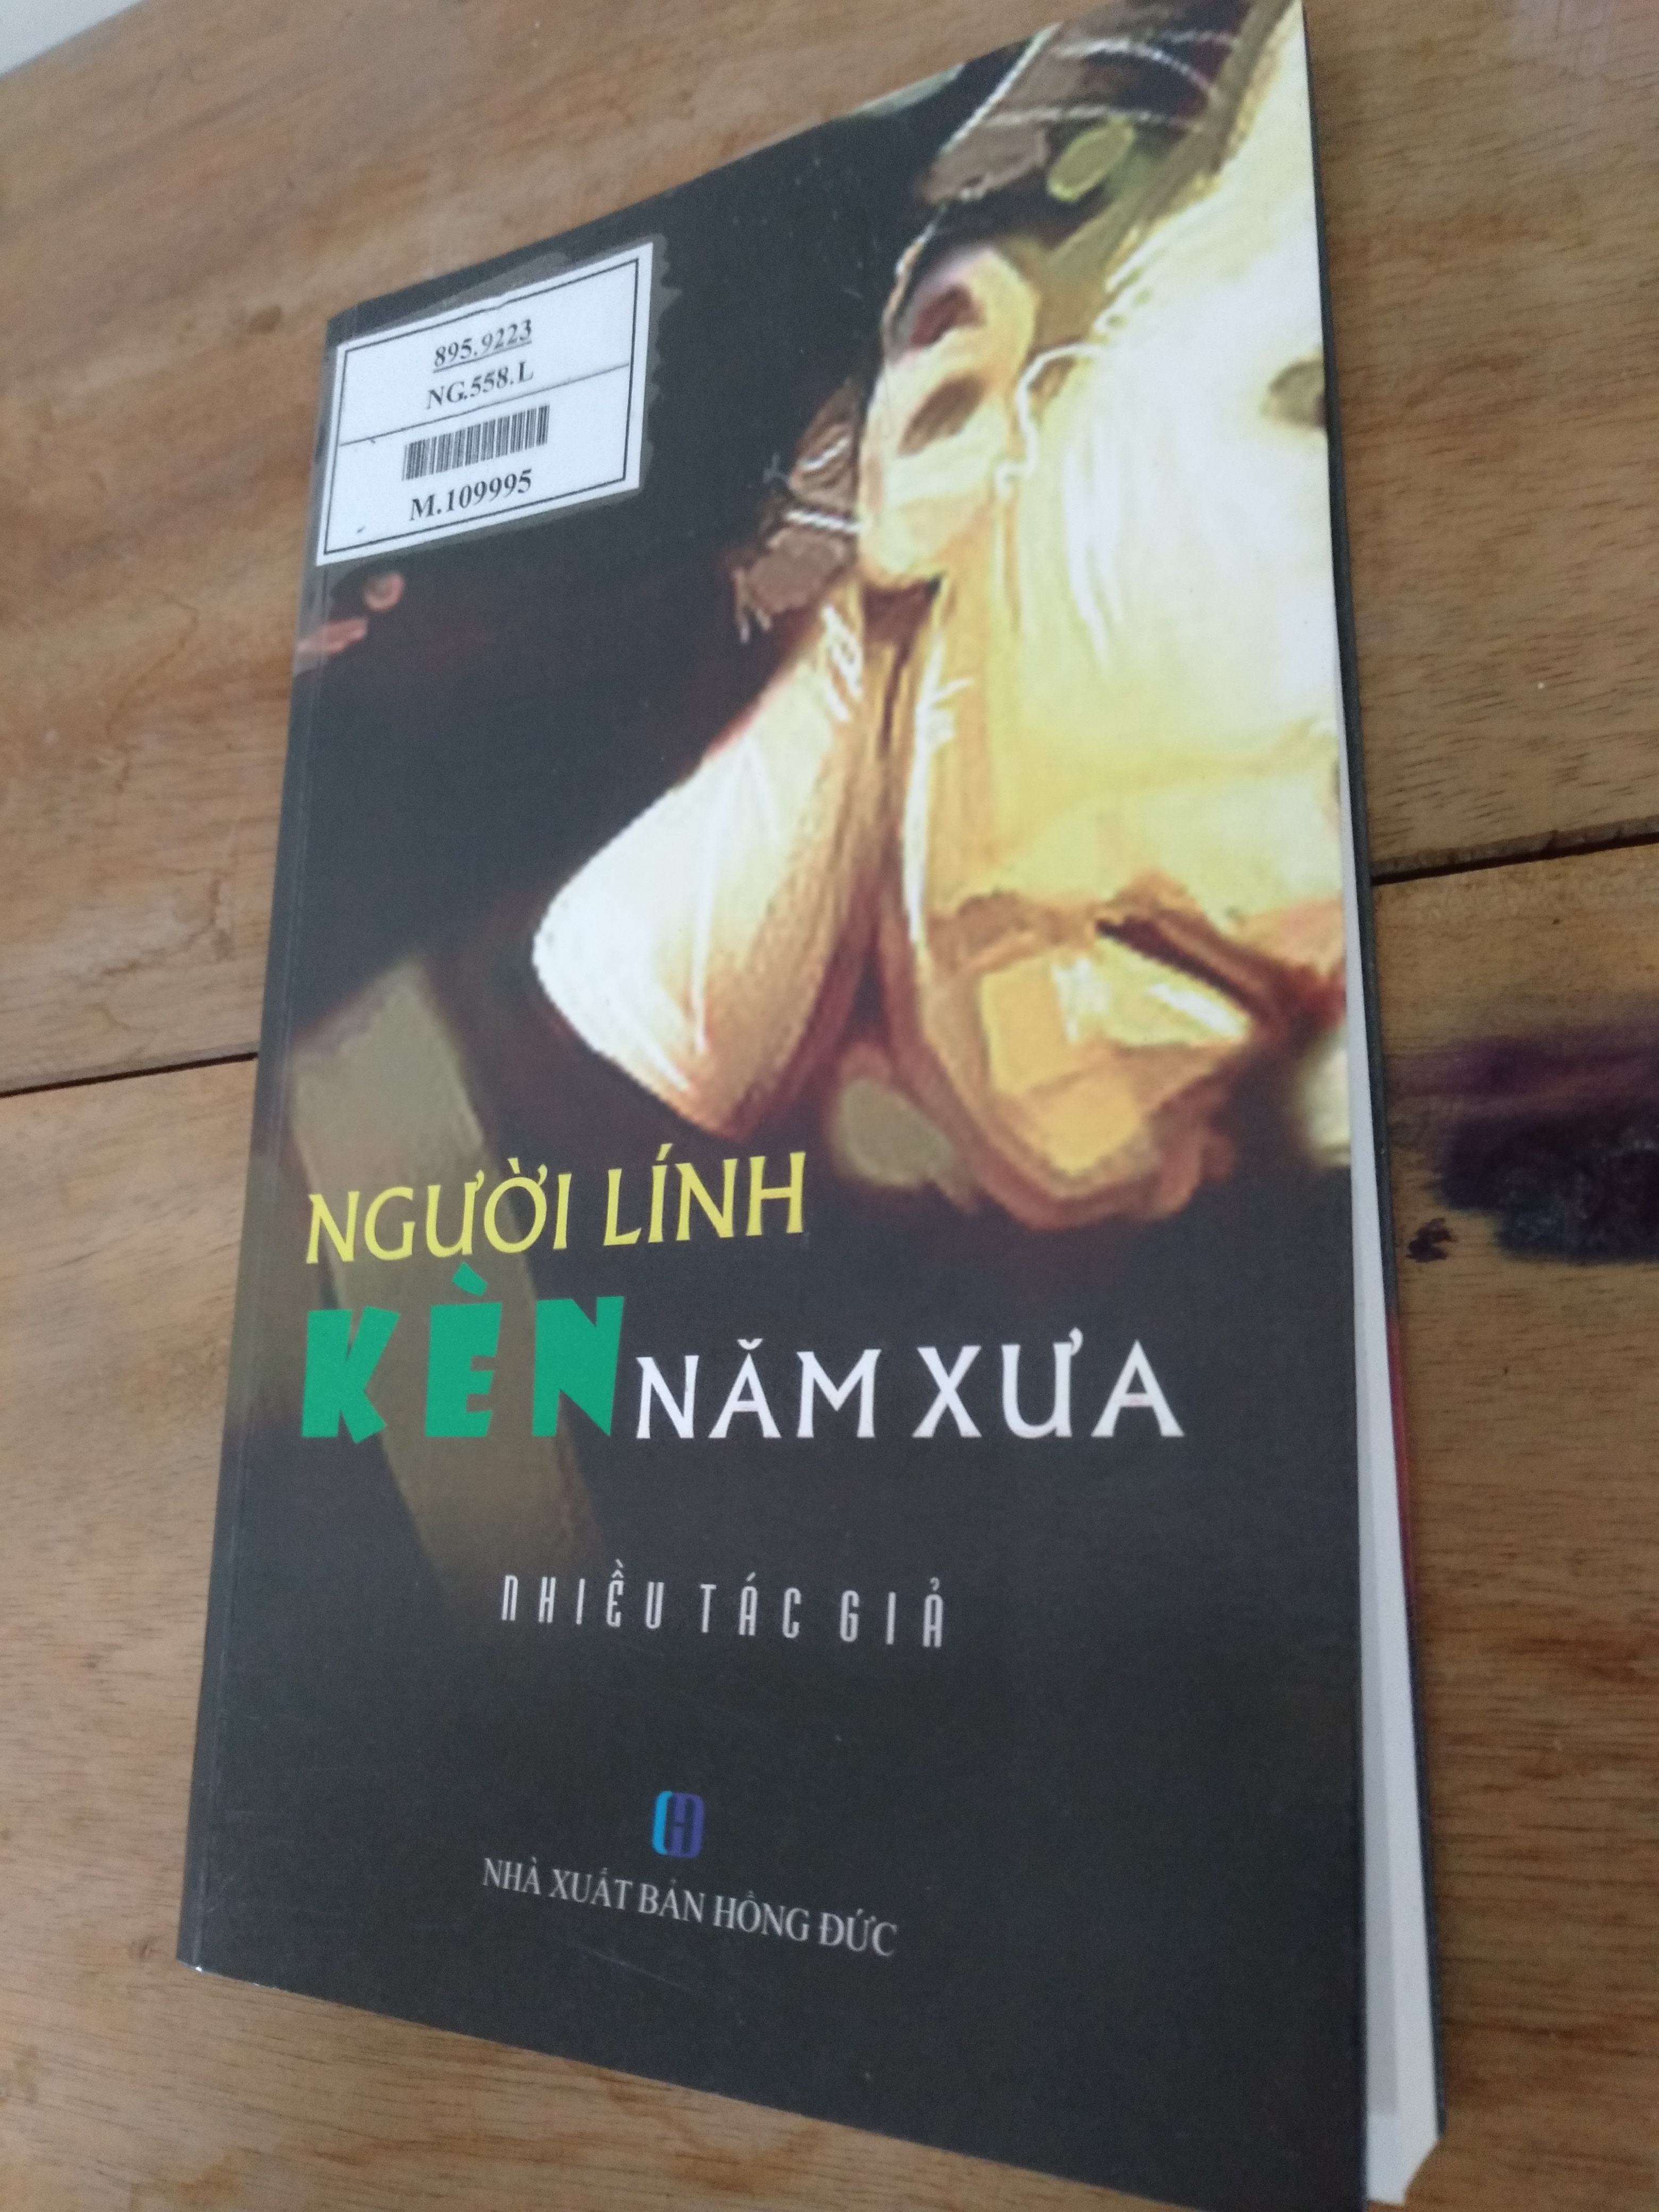 895.9223
NG.558.L
M.109995
NGƯỜI LÍNH
KÈN NĂM XƯA
NHIỀU TÁC GIẢ
NHÀ XUẤT BẢN HỒNG ĐỨC